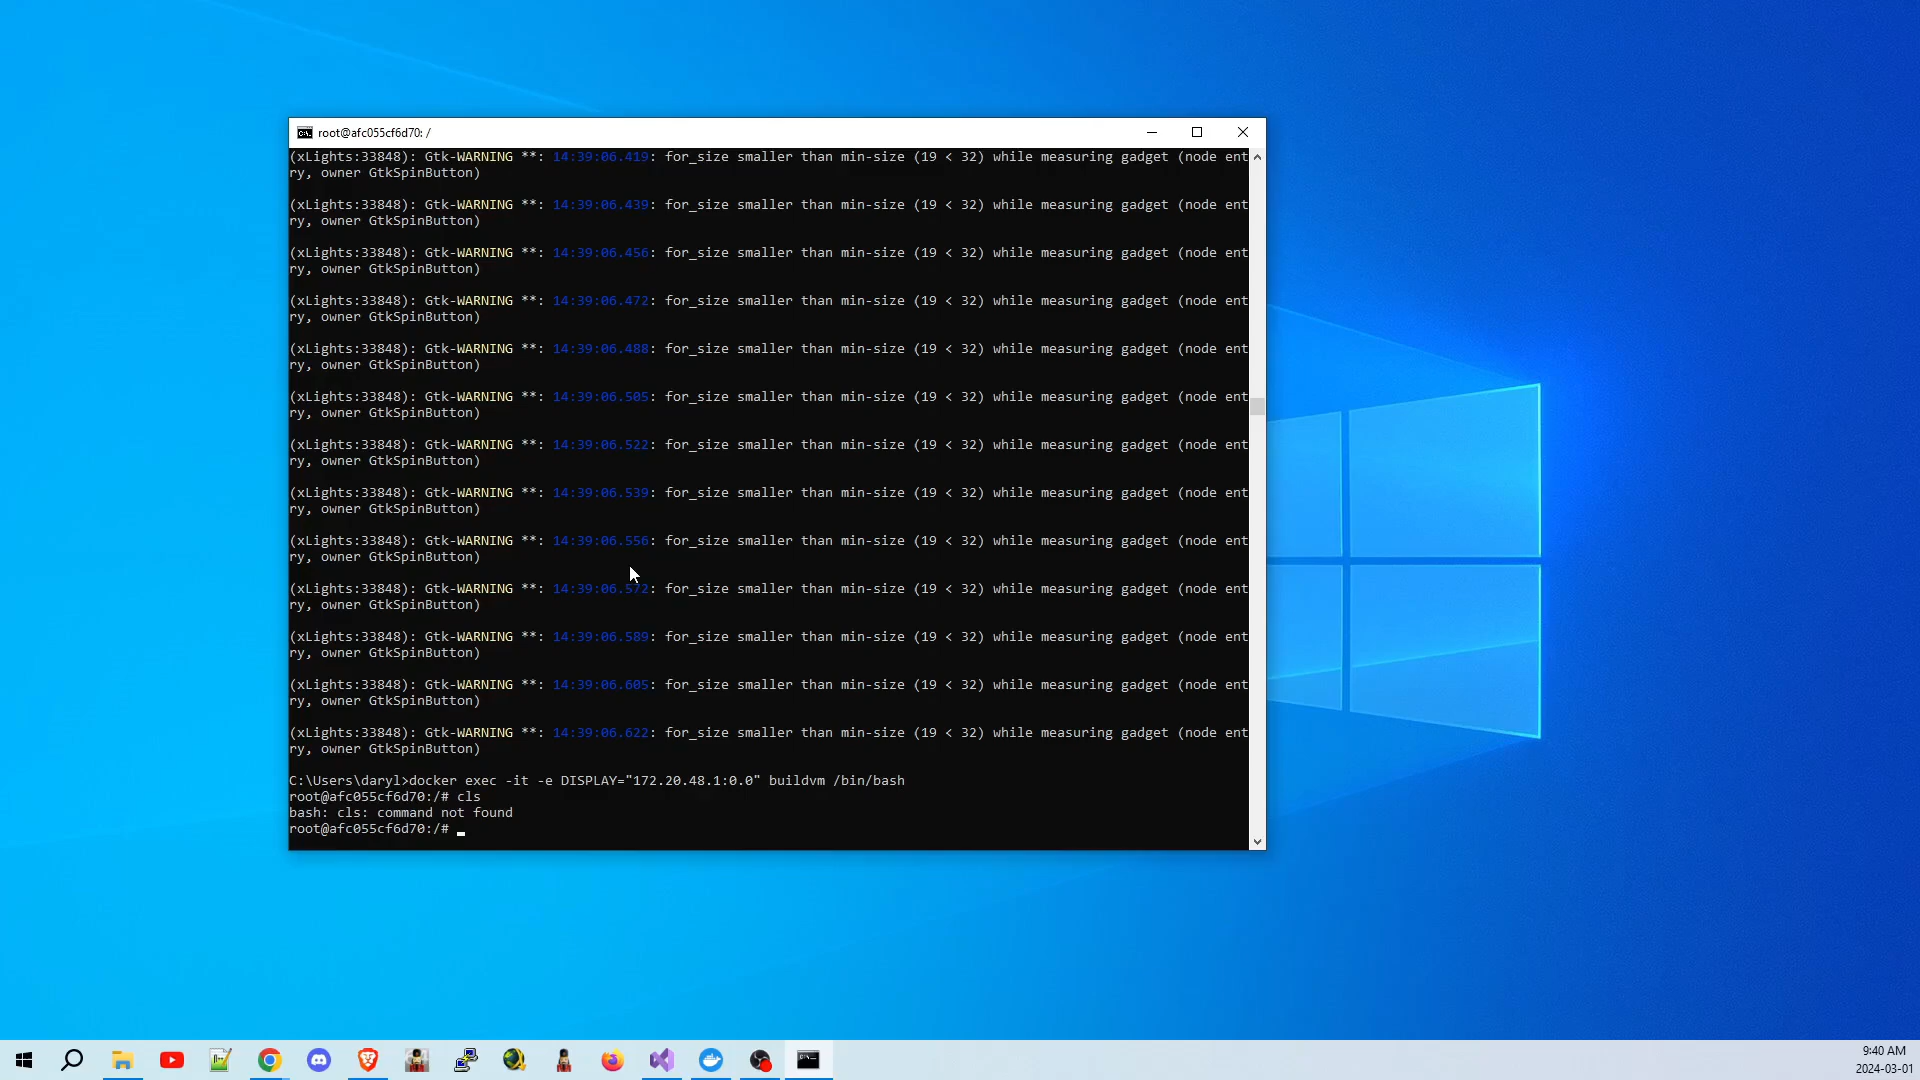 root@afc055cf6d70: /
(xLights:33848): Gtk-WARNING **: 14:39:06.419: for_size smaller than min-size (19 < 32) while measuring gadget (node ent
ry, owner GtkSpinButton)
(xLights:33848): Gtk-WARNING **: 14:39:06.439: for_size smaller than min-size (19 < 32) while measuring gadget (node ent
ry, owner GtkSpinButton)
(xLights:33848): Gtk-WARNING **: 14:39:06.456: for_size smaller than min-size (19 < 32) while measuring gadget (node ent
ry, owner GtkSpinButton)
(xLights:33848): Gtk-WARNING **: 14:39:06.472: for_size smaller than min-size (19 < 32) while measuring gadget (node ent
ry, owner GtkSpinButton)
(xLights:33848): Gtk-WARNING **: 14:39:06.488: for_size smaller than min-size (19 < 32) while measuring gadget (node ent
ry, owner GtkSpinButton)
(xLights:33848): Gtk-WARNING **: 14:39:06.505: for_size smaller than min-size (19 < 32) while measuring gadget (node ent
ry, owner GtkSpinButton)
(xLights:33848): Gtk-WARNING **: 14:39:06.522: for_size smaller than min-size (19 < 32) while measuring gadget (node ent
ry, owner GtkSpinButton)
(xLights:33848): Gtk-WARNING **: 14:39:06.539: for_size smaller than min-size (19 < 32) while measuring gadget (node ent
ry, owner GtkSpinButton)
(xLights:33848): Gtk-WARNING **: 14:39:06.556: for_size smaller than min-size (19 < 32) while measuring gadget (node ent
ry, owner GtkSpinButton)
(xLights:33848): Gtk-WARNING **: 14:39:06.572: for_size smaller than min-size (19 < 32) while measuring gadget (node ent
ry, owner GtkSpinButton)
(xLights:33848): Gtk-WARNING **: 14:39:06.589: for_size smaller than min-size (19 < 32) while measuring gadget (node ent
ry, owner GtkSpinButton)
(xLights:33848): Gtk-WARNING **: 14:39:06.605: for_size smaller than min-size (19 < 32) while measuring gadget (node ent
ry, owner GtkSpinButton)
(xLights:33848): Gtk-WARNING **: 14:39:06.622: for_size smaller than min-size (19 < 32) while measuring gadget (node ent
ry, owner GtkSpinButton)
C:\Users\daryl>docker exec -it -e DISPLAY="172.20.48.1:0.0" buildvm /bin/bash
root@afc055cf6d70:/# cls
bash: cls: command not found
root@afc055cf6d70:/#
9:40 AM
2024-03-01